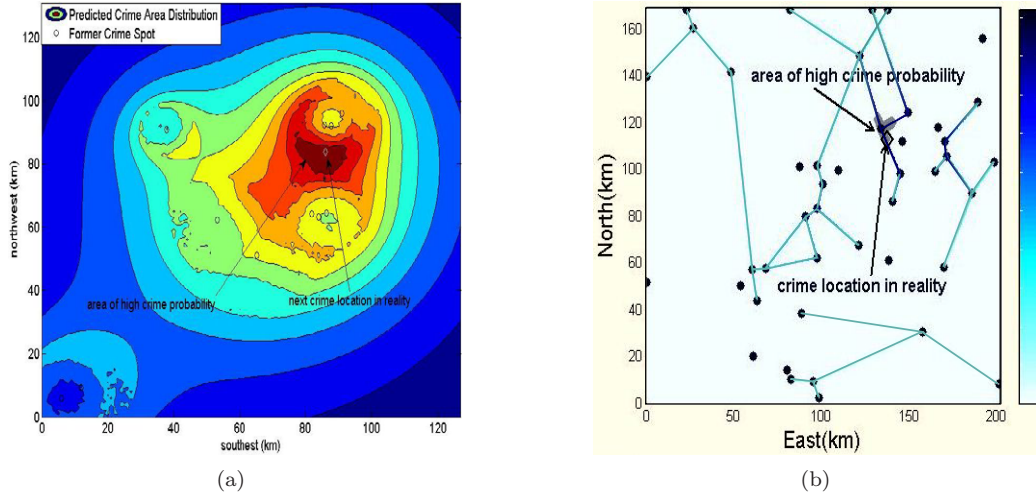 Predicted Crime Area Distribution
Former Crime Spot
120
100
80
60
40
20
0
0 20 40 60 80 100 120
northwest (km)
southest (km)
area of high crime probability
next crime location in reality
(a)
160
140
120
100
80
60
40
20
0
0 50 100 150 200
North(km)
East(km)
area of high crime probability
crime location in reality
(b)